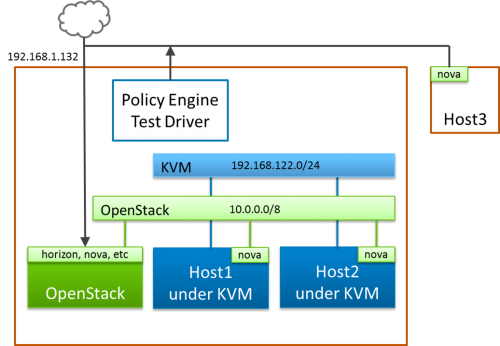 192.168.1.132
nova
Host3
Policy Engine
Test Driver
KVM
192.168.122.0/24
OpenStack
10.0.0.0/8
horizon, nova, etc
OpenStack
nova
Host1
under KVM
nova
Host2
under KVM